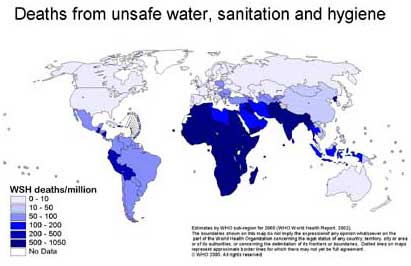 Deaths from unsafe water, sanitation and hygiene
WSH deaths/million
0 - 10
10 - 50
50 - 100
100 - 200
200 - 500
500 - 1050
No Data
Estimates by WHO sub-region for 2000 (WHO World Health Report, 2002).
The boundaries shown on this map do not imply the expression of any opinion whatsoever on the
part of the World Health Organization concerning the legal status of any country, territory, city or area
or of its authorities, or concerning the delimitation of its frontiers or boundaries. Dotted lines on maps
represent approximate border lines for which there may not yet be full agreement.
© WHO 2005. All rights reserved.